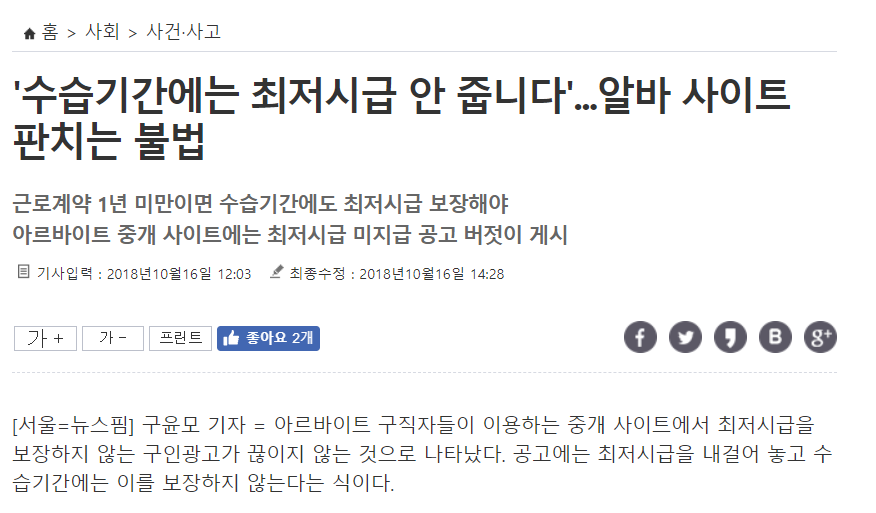 홈 > 사회 > 사건·사고
'수습기간에는 최저시급 안 줍니다'...알바 사이트
판치는 불법
근로계약 1년 미만이면 수습기간에도 최저시급 보장해야
아르바이트 중개 사이트에는 최저시급 미지급 공고 버젓이 게시
기사입력 : 2018년10월16일 12:03 최종수정 : 2018년10월16일 14:28
가 + 가 - 프린트 좋아요 2개 f B g+
[서울=뉴스핌] 구윤모 기자 = 아르바이트 구직자들이 이용하는 중개 사이트에서 최저시급을
보장하지 않는 구인광고가 끊이지 않는 것으로 나타났다. 공고에는 최저시급을 내걸어 놓고 수
습기간에는 이를 보장하지 않는다는 식이다.